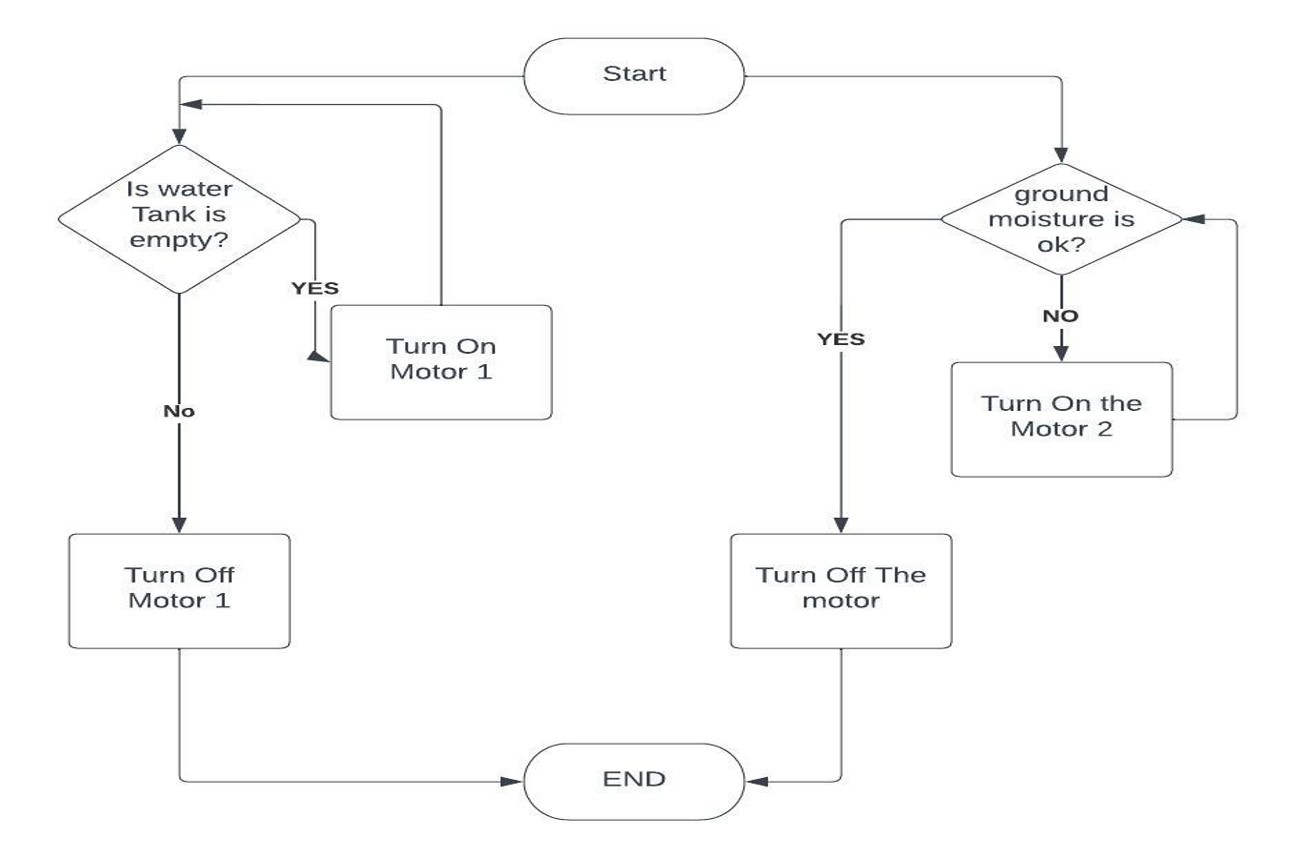 Start
Is water
Tank is
empty?
ground
moisture is
ok?
YES
NO
YES
Turn On
Motor 1
Turn On the
Motor 2
No
Turn Off
Motor 1
Turn Off The
motor
END